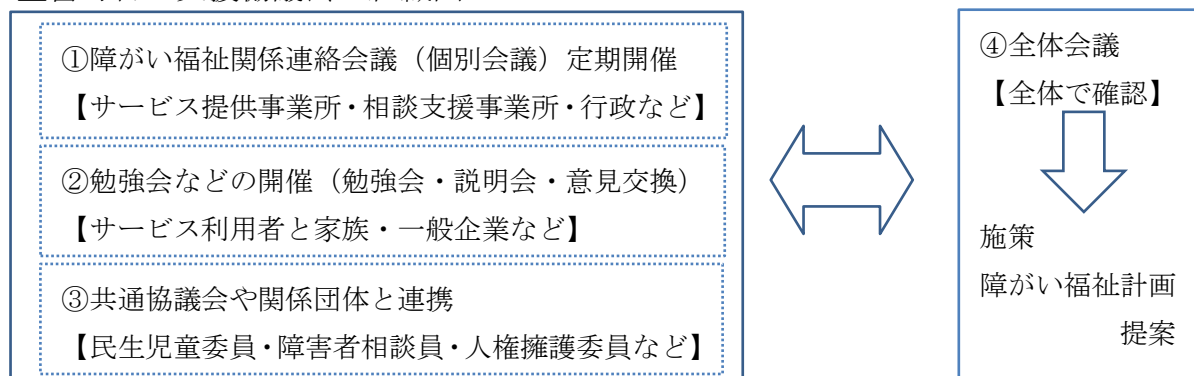 ①障がい福祉関係連絡会議（個別会議）定期開催
【サービス提供事業所・相談支援事業所・行政など】
②勉強会などの開催（勉強会・説明会・意見交換）
【サービス利用者と家族・一般企業など】
③共通協議会や関係団体と連携
【民生児童委員・障害者相談員・人権擁護委員など】
④全体会議
【全体で確認】
施策
障がい福祉計画
提案